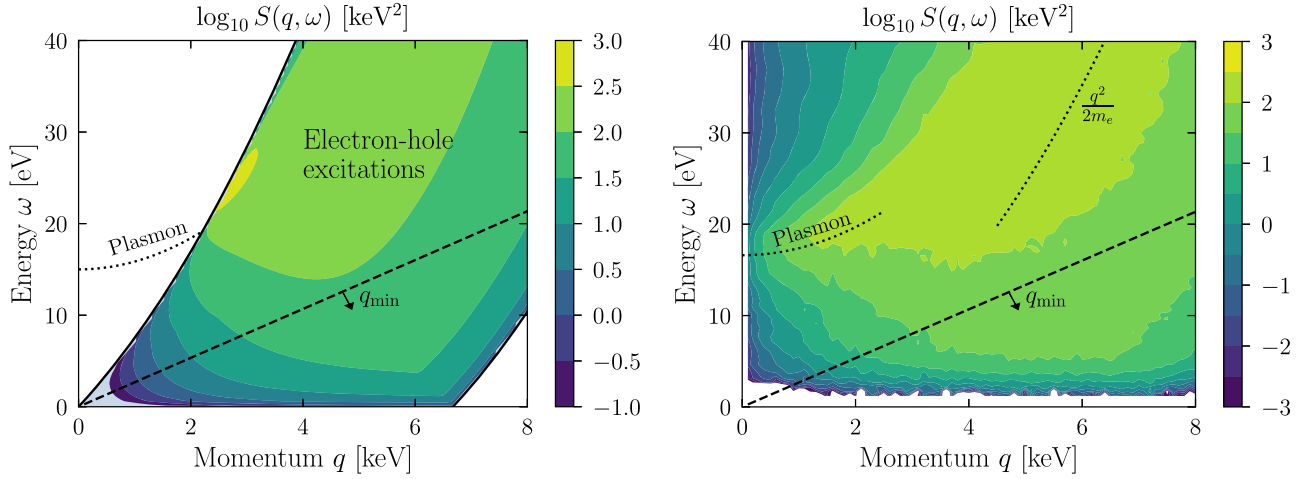 log₁₀ S(q, ω) [keV²]
40
30
20
10
0
Energy ω [eV]
Electron-hole
excitations
Plasmon
q_min
0
2
4
6
8
Momentum q [keV]
3.0
2.5
2.0
1.5
1.0
0.5
0.0
−0.5
−1.0
log₁₀ S(q, ω) [keV²]
40
30
20
10
0
Energy ω [eV]
q²
2mₑ
Plasmon
q_min
0
2
4
6
8
Momentum q [keV]
3
2
1
0
−1
−2
−3